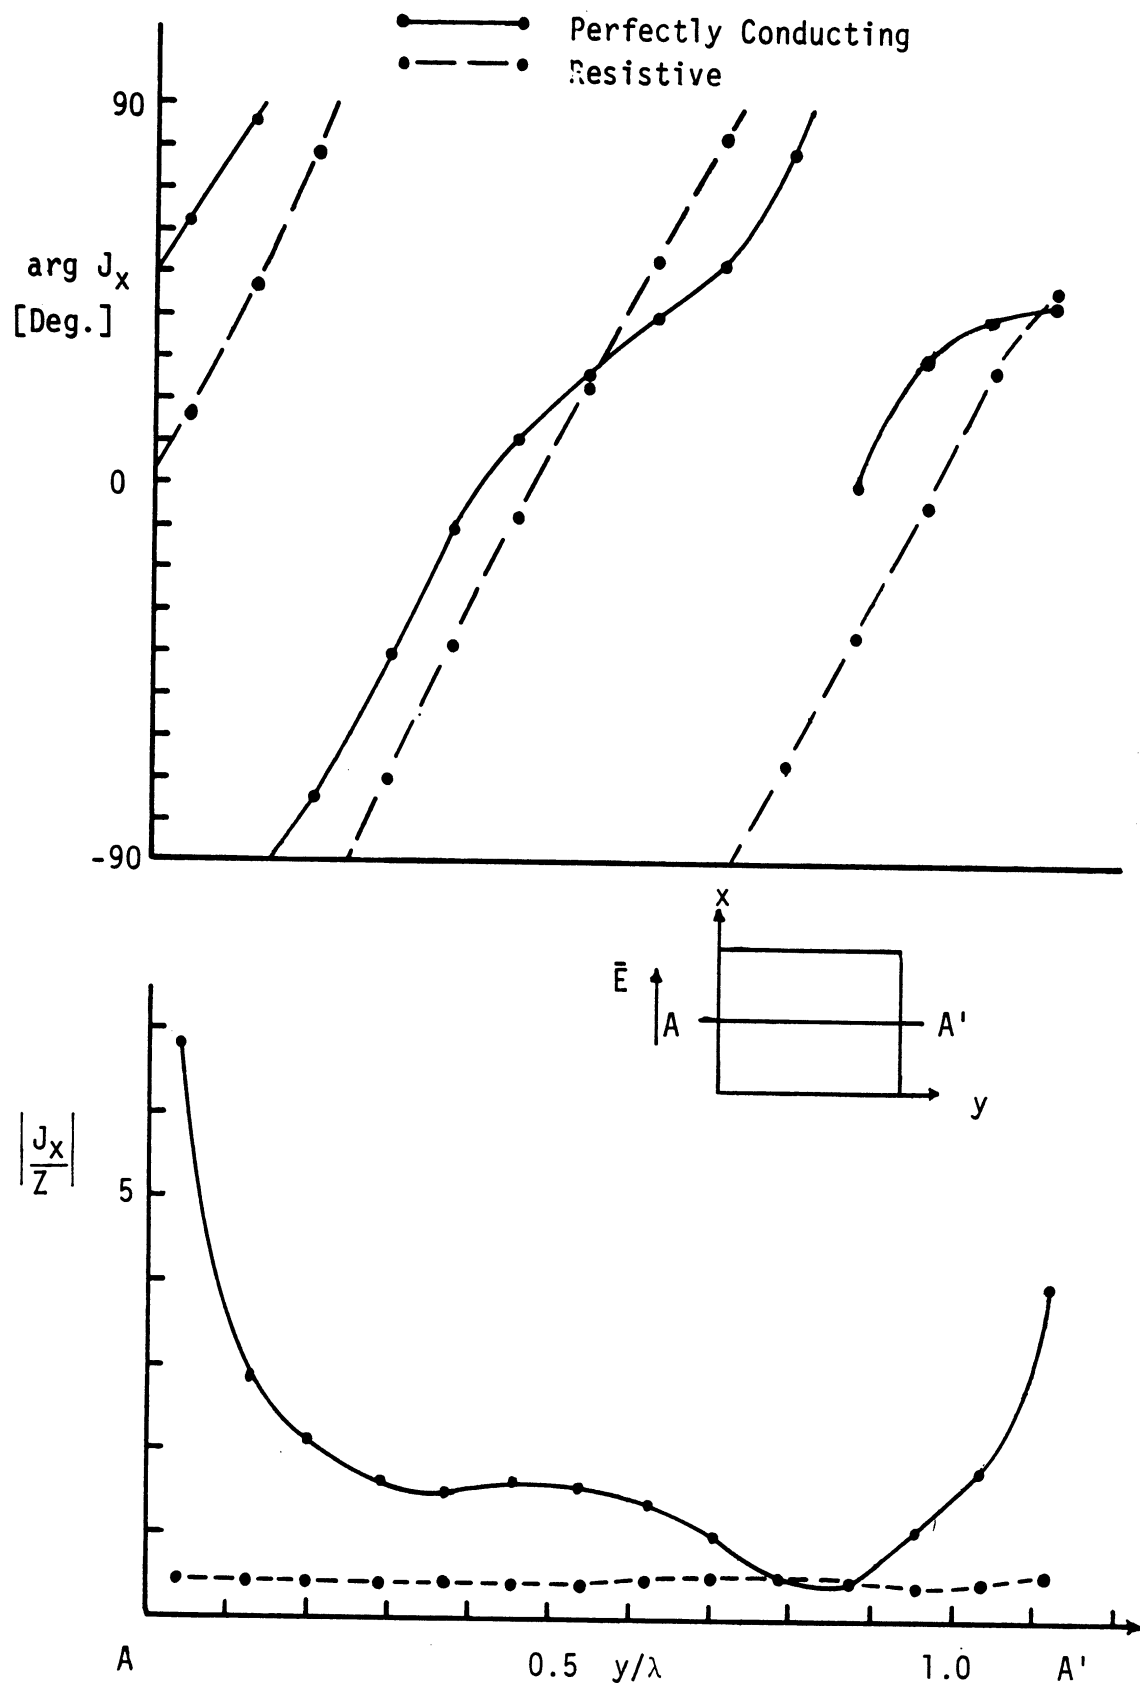 Perfectly Conducting
Resistive
90
arg Jx
[Deg.]
0
-90
x
Ē
A
A'
y
|Jx/Z|
5
A
0.5
y/λ
1.0
A'